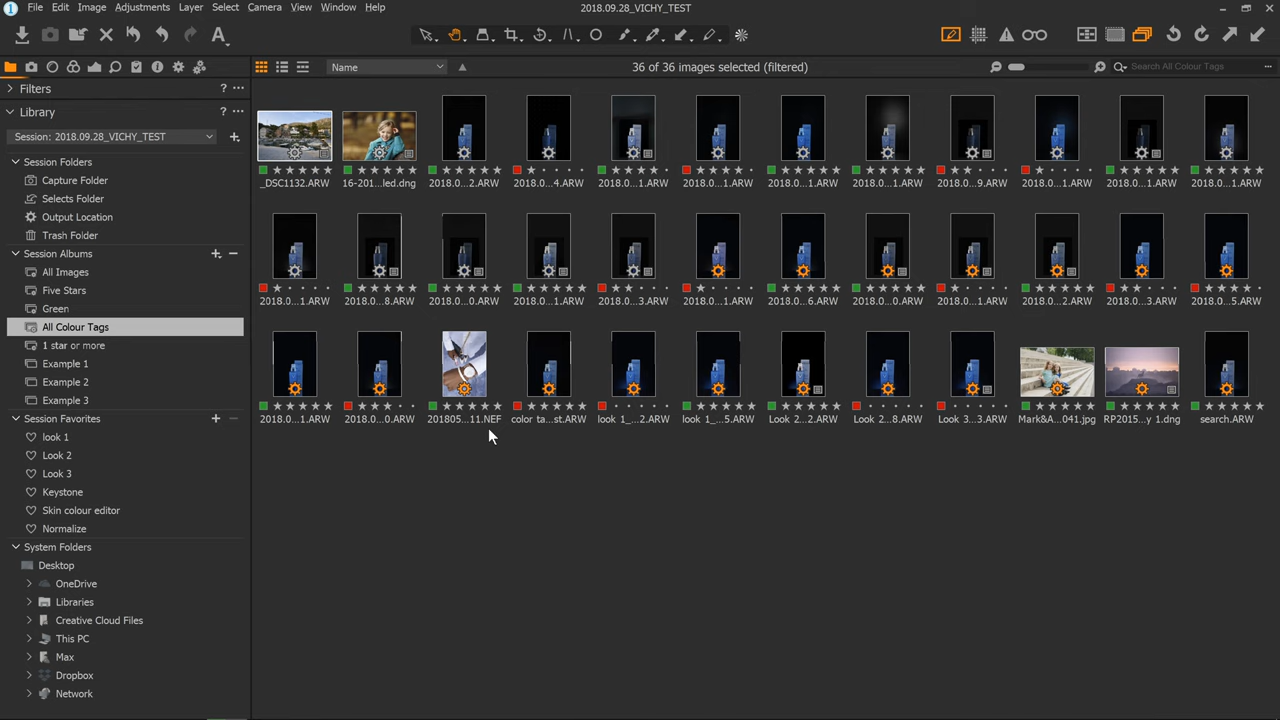 1 File Edit Image Adjustments Layer Select Camera View Window Help 2018.09.28_VICHY_TEST
A
Name 36 of 36 images selected (filtered) Search All Colour Tags
Filters ? ...
Library ? ...
Session: 2018.09.28_VICHY_TEST
Session Folders
Capture Folder
Selects Folder
Output Location
Trash Folder
Session Albums
All Images
Five Stars
Green
All Colour Tags
1 star or more
Example 1
Example 2
Example 3
Session Favorites
look 1
Look 2
Look 3
Keystone
Skin colour editor
Normalize
System Folders
Desktop
OneDrive
Libraries
Creative Cloud Files
This PC
Max
Dropbox
Network
_DSC1132.ARW 16-201...led.dng 2018.0...2.ARW 2018.0...4.ARW 2018.0...1.ARW 2018.0...1.ARW 2018.0...1.ARW 2018.0...1.ARW 2018.0...9.ARW 2018.0...1.ARW 2018.0...1.ARW 2018.0...1.ARW
2018.0...1.ARW 2018.0...8.ARW 2018.0...0.ARW 2018.0...1.ARW 2018.0...3.ARW 2018.0...1.ARW 2018.0...6.ARW 2018.0...0.ARW 2018.0...1.ARW 2018.0...2.ARW 2018.0...3.ARW 2018.0...5.ARW
2018.0...1.ARW 2018.0...0.ARW 201805...11.NEF color ta...st.ARW look 1_...2.ARW look 1_...5.ARW Look 2...2.ARW Look 2...8.ARW Look 3...3.ARW Mark&A...041.jpg RP2015...y 1.dng search.ARW